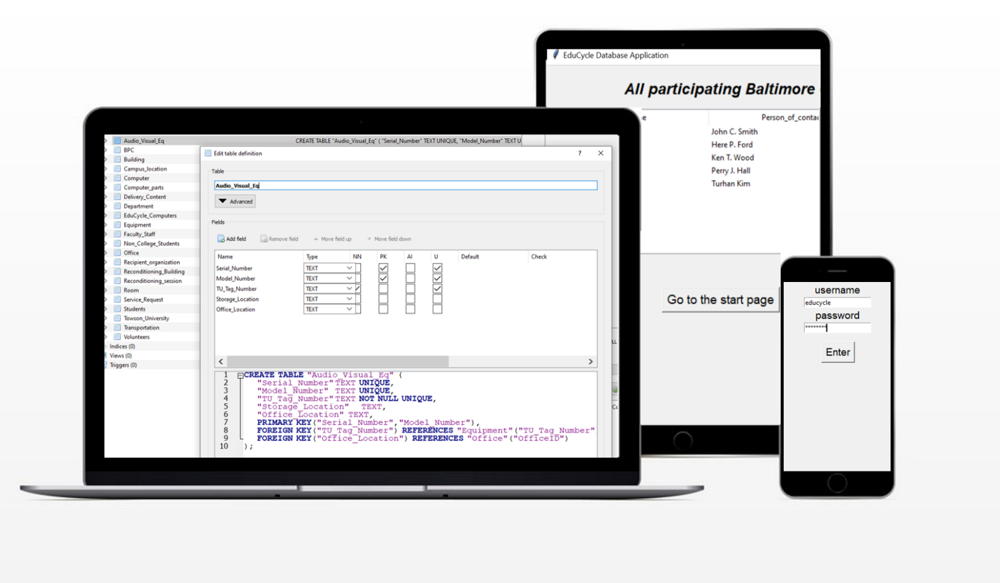 EduCycle Database Application
All participating Baltimore
Person_of_contac
John C. Smith
Here P. Ford
Ken T. Wood
Perry J. Hall
Turhan Kim
Go to the start page
Audio_Visual_Eq CREATE TABLE "Audio_Visual_Eq" ( "Serial_Number" TEXT UNIQUE, "Model_Number" TEXT U
BPC
Building
Campus_location
Computer
Computer_parts
Delivery_Content
Department
EduCycle_Computers
Equipment
Faculty_Staff
Non_College_Students
Office
Recipient_organization
Reconditioning_Building
Reconditioning_session
Room
Service_Request
Students
Towson_University
Transportation
Volunteers
Indices (0)
Views (0)
Triggers (0)
Edit table definition ?
Table
Audio_Visual_Eq
Advanced
Fields
Add field Remove field Move field up Move field down
Name Type NN PK AI U Default Check
Serial_Number TEXT
Model_Number TEXT
TU_Tag_Number TEXT
Storage_Location TEXT
Office_Location TEXT
1 CREATE TABLE "Audio_Visual_Eq" (
2 "Serial_Number" TEXT UNIQUE,
3 "Model_Number" TEXT UNIQUE,
4 "TU_Tag_Number" TEXT NOT NULL UNIQUE,
5 "Storage_Location" TEXT,
6 "Office_Location" TEXT,
7 PRIMARY KEY("Serial_Number","Model_Number"),
8 FOREIGN KEY("TU_Tag_Number") REFERENCES "Equipment"("TU_Tag_Number"
9 FOREIGN KEY("Office_Location") REFERENCES "Office"("OfficeID")
10 );
username
educycle
password
********
Enter